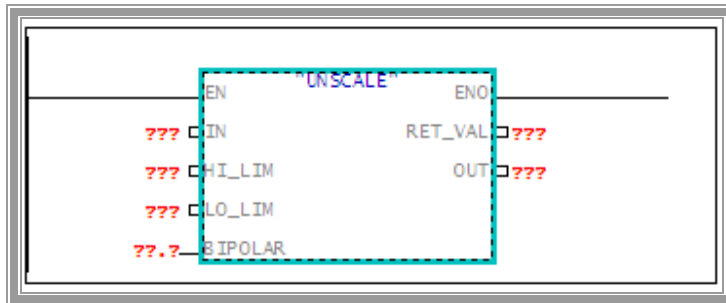 "UNSCALE"
EN ENO
??? IN RET_VAL ???
??? HI_LIM OUT ???
??? LO_LIM
??.? BIPOLAR